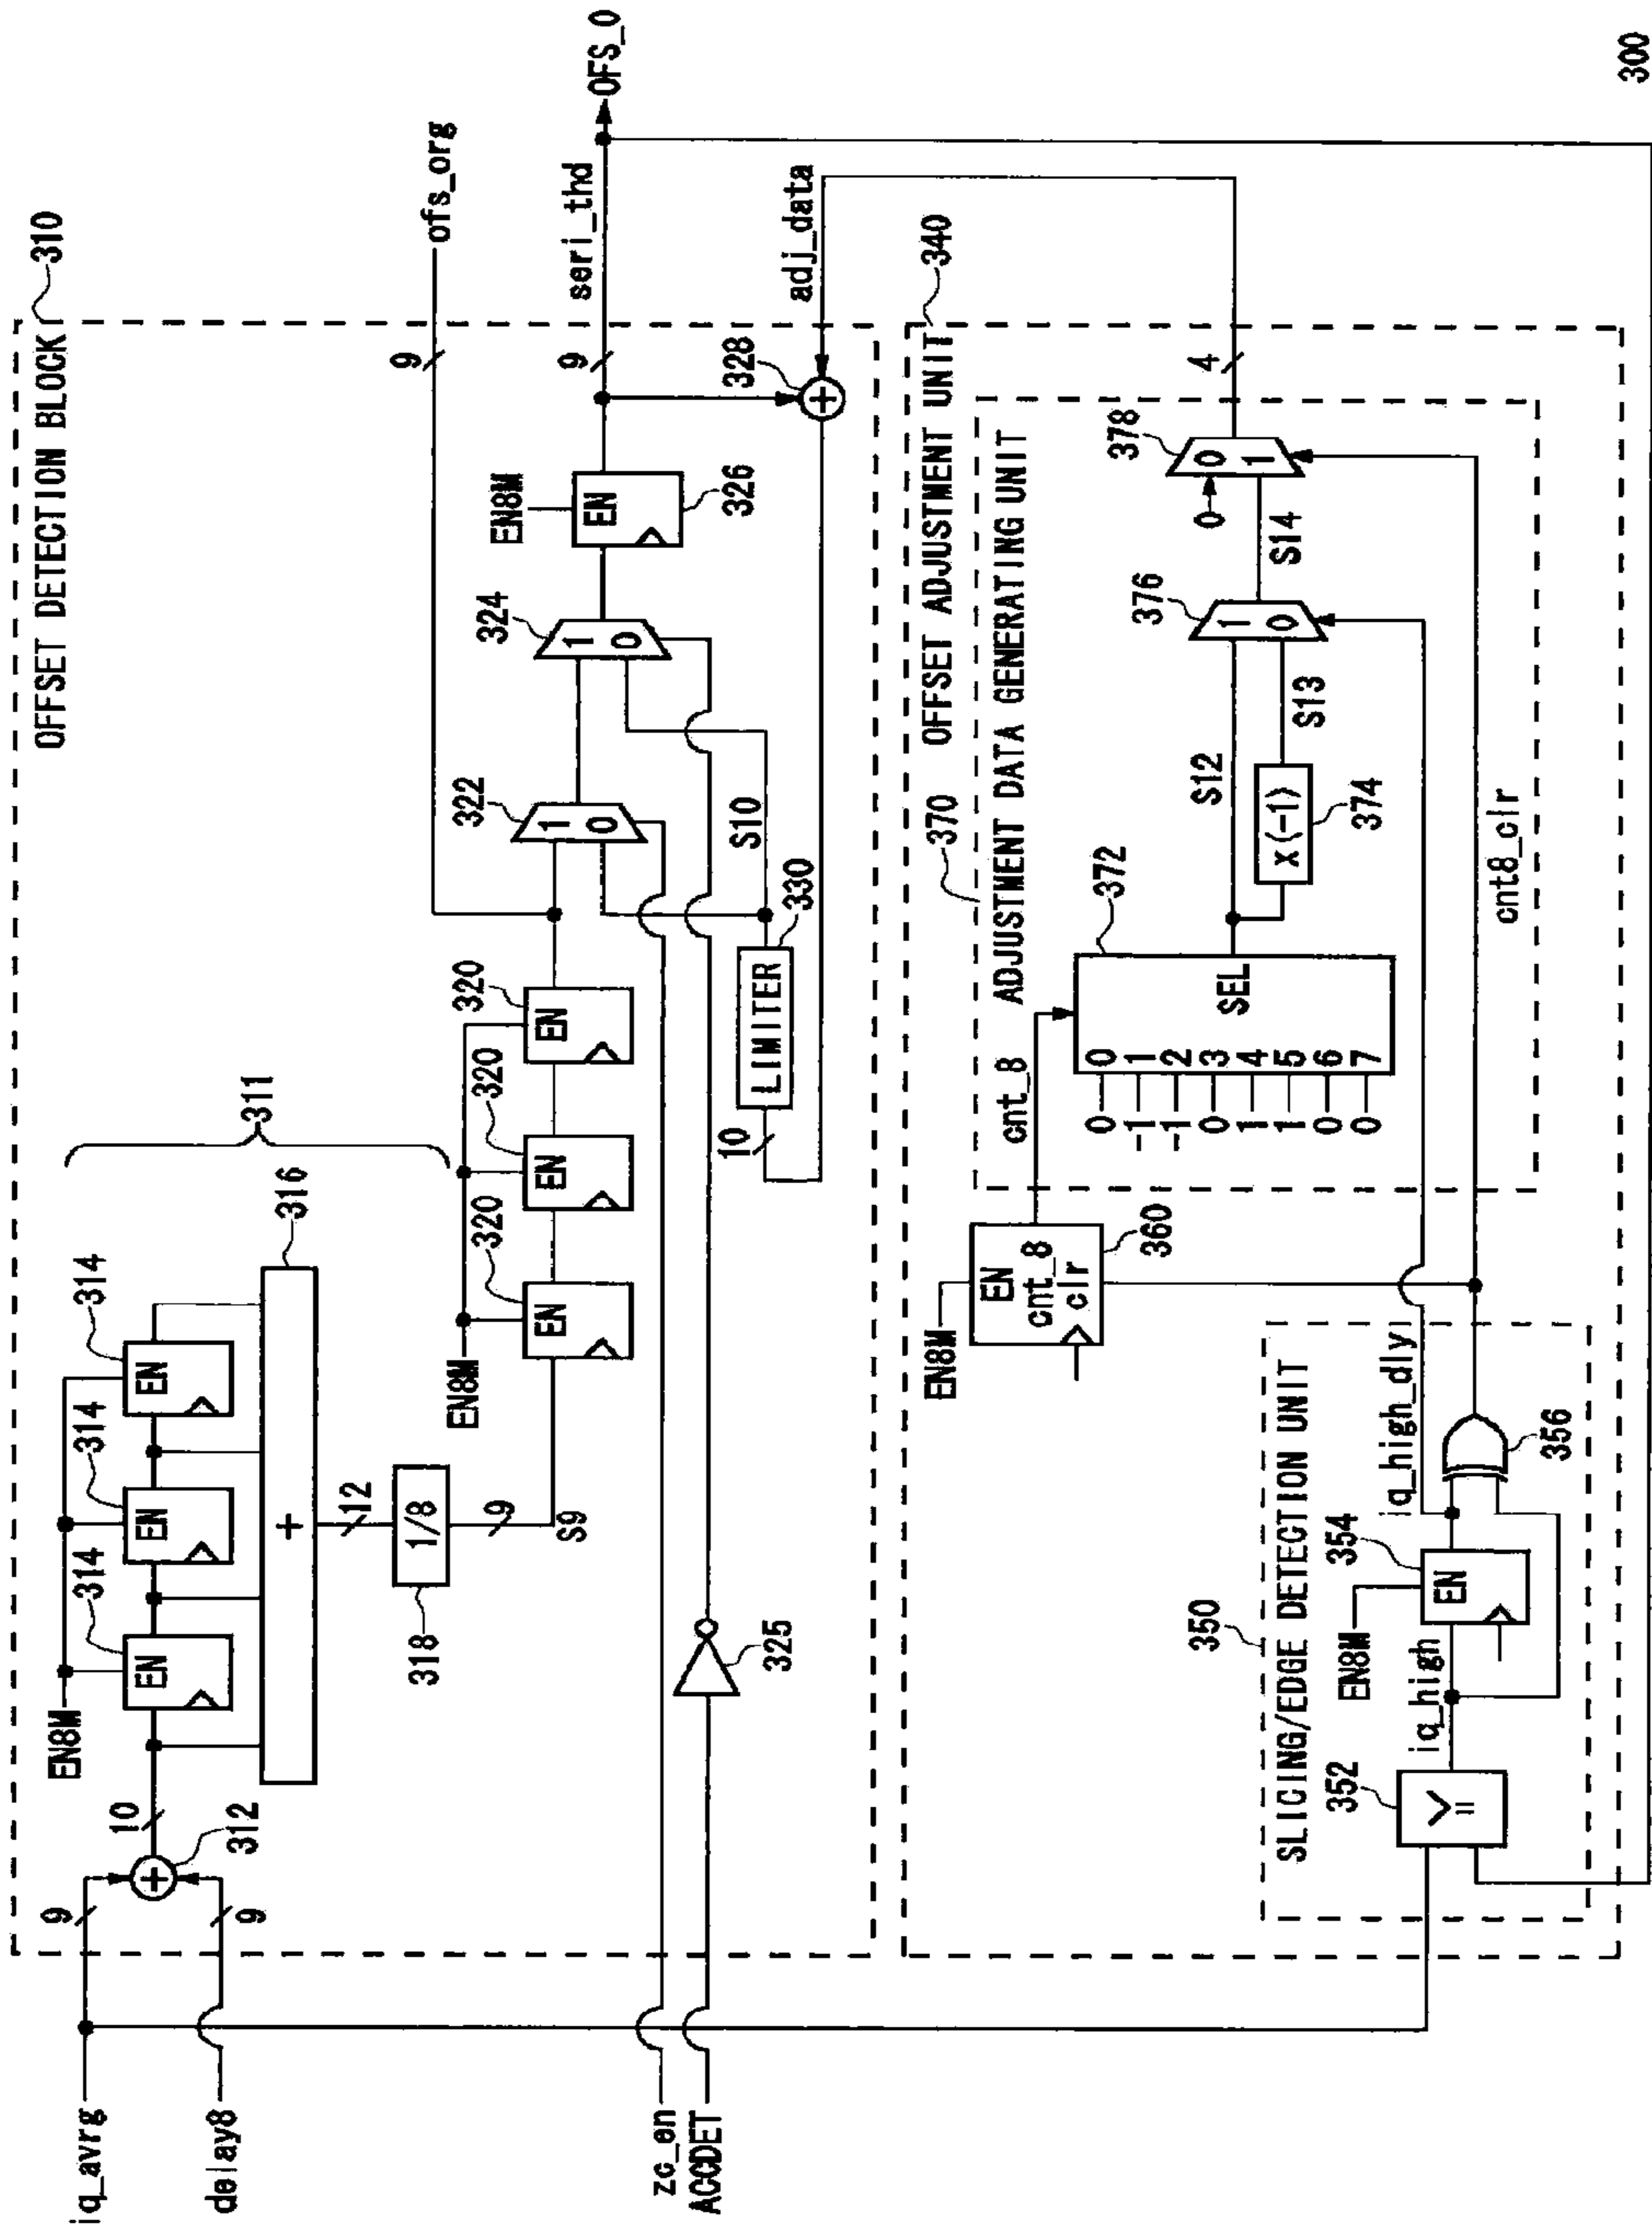 300
OFFSET DETECTION BLOCK
310
311
iq_avrg
delay8
9
9
312
10
EN8M
314
314
314
EN
EN
EN
316
+
12
1/8
318
9
S9
EN8M
320
320
320
EN
EN
EN
9
ofs_org
322
1
0
324
1
0
EN8M
EN
326
9
seri_thd
OFS_O
328
+
adj_data
S10
LIMITER
330
10
zc_en
ACCDET
325
OFFSET ADJUSTMENT UNIT
340
370
ADJUSTMENT DATA GENERATING UNIT
EN8M
EN
cnt_8
clr
360
cnt_8
372
SEL
0 0
-1 1
-1 2
0 3
1 4
1 5
0 6
0 7
S12
x(-1)
374
S13
376
1
0
S14
0
378
0
1
4
cnt8_clr
350
SLICING/EDGE DETECTION UNIT
352
≧
iq_high
EN8M
354
EN
iq_high_dly
356